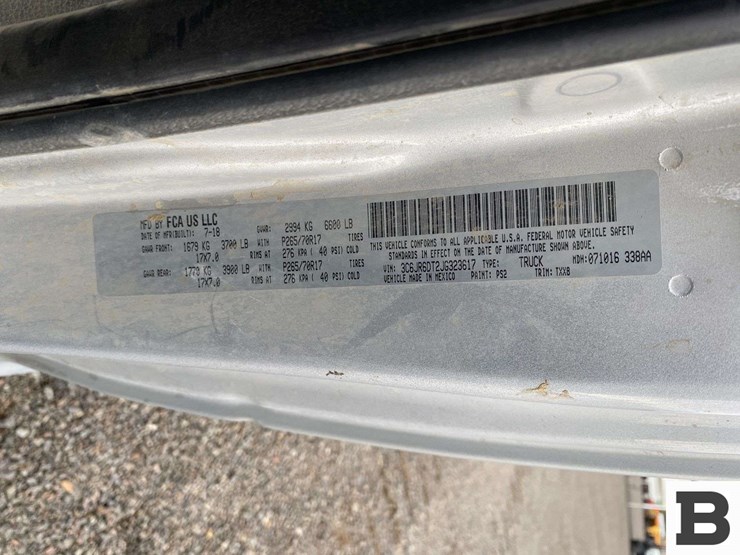 MFD BY FCA US LLC
DATE OF MFR(BUILT): 7-18 GVWR: 2994 KG 6600 LB
GAWR FRONT: 1679 KG 3700 LB WITH P265/70R17 TIRES
17X7.0 RIMS AT 276 KPA ( 40 PSI) COLD
GAWR REAR: 1770 KG 3900 LB WITH P265/70R17 TIRES
17X7.0 RIMS AT 276 KPA ( 40 PSI) COLD
THIS VEHICLE CONFORMS TO ALL APPLICABLE U.S.A. FEDERAL MOTOR VEHICLE SAFETY
STANDARDS IN EFFECT ON THE DATE OF MANUFACTURE SHOWN ABOVE.
VIN: 3C6JR6DT2JG323617 TYPE: TRUCK MDH: 071016 338AA
VEHICLE MADE IN MEXICO PAINT: PS2 TRIM: TXX8
B